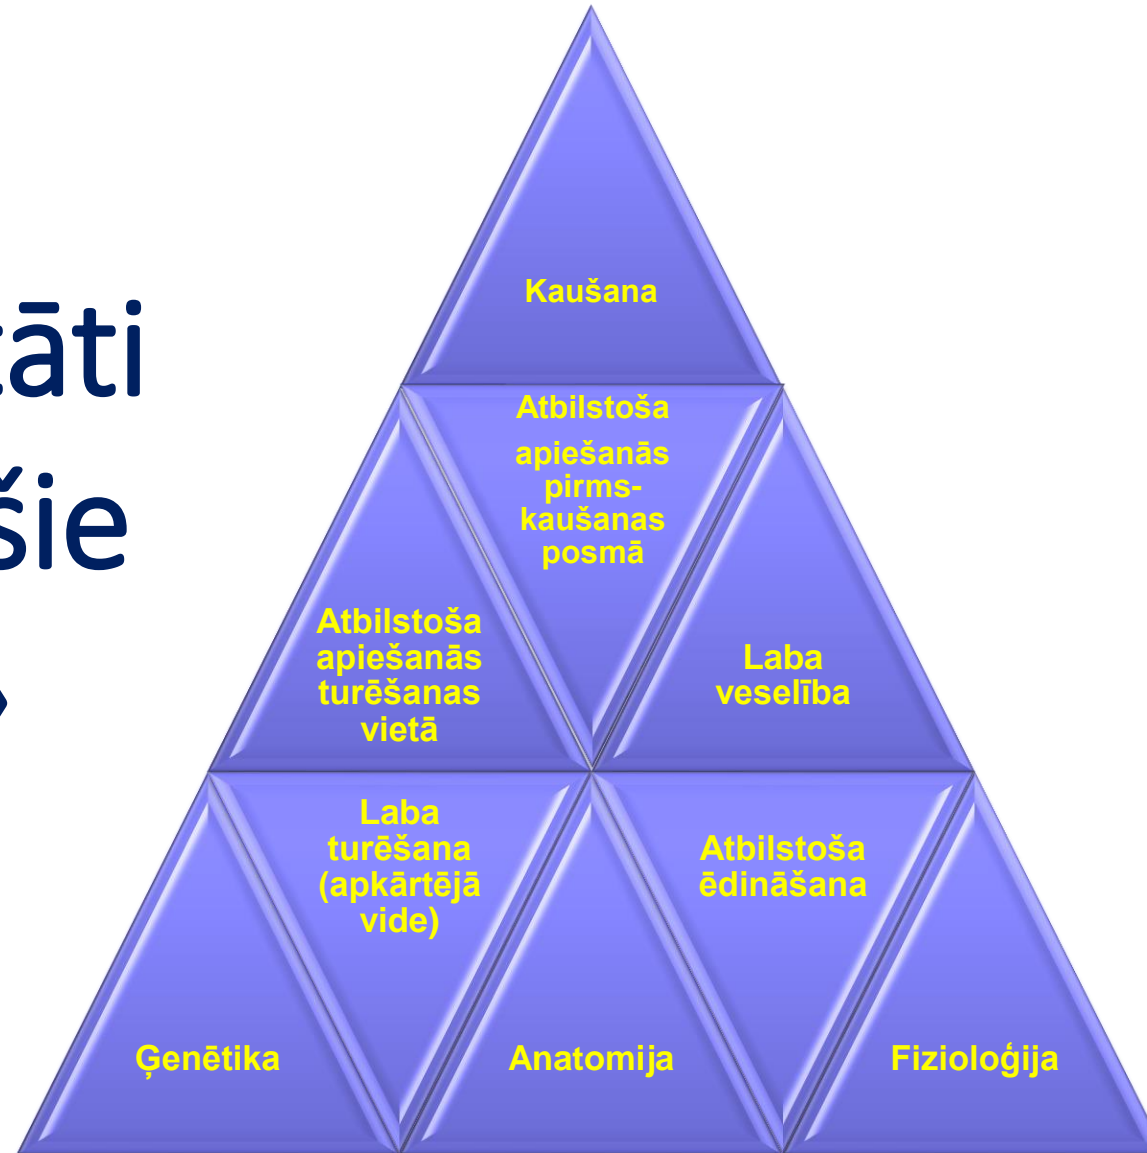 Kaušana
Atbilstoša
apiešanās
pirms-
kaušanas
posmā
tāti
šie
Atbilstoša
apiešanās
turēšanas
vietā
Laba
veselība
Laba
turēšana
(apkārtējā
vide)
Atbilstoša
ēdināšana
Ģenētika
Anatomija
Fizioloģija